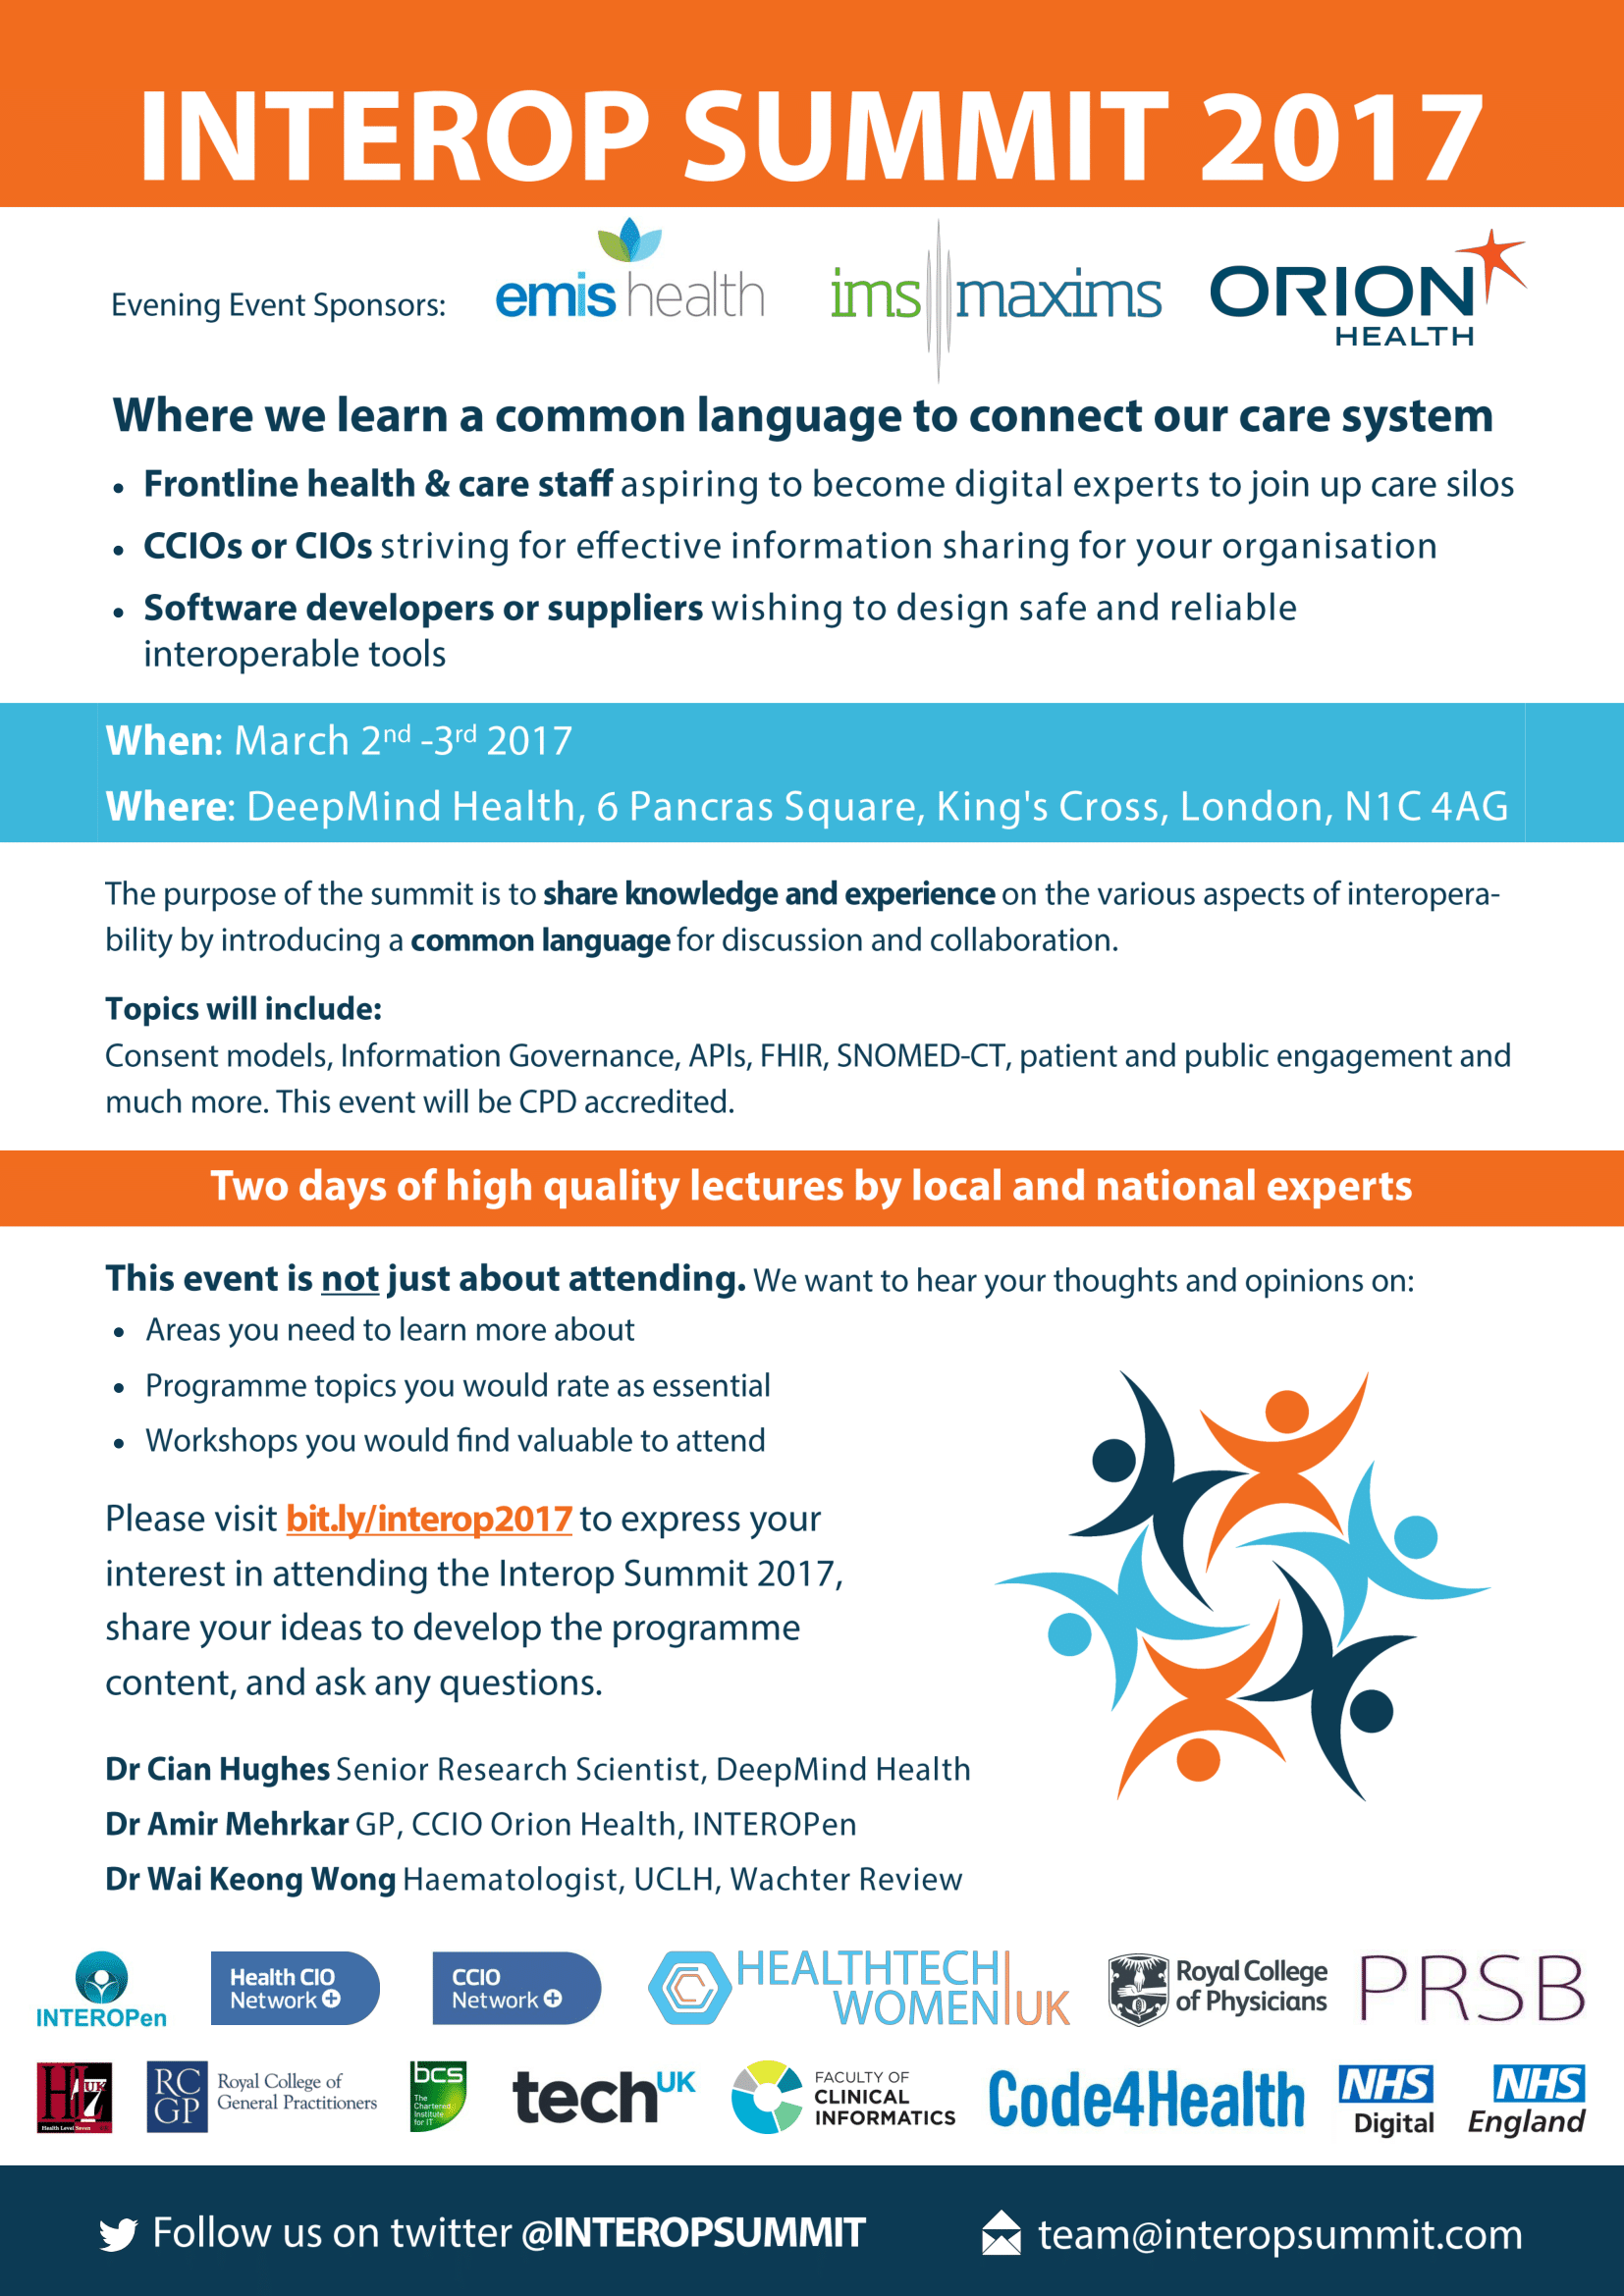 INTEROP SUMMIT 2017
Evening Event Sponsors:
emis health
ims maxims
ORION
HEALTH
Where we learn a common language to connect our care system
• Frontline health & care staff aspiring to become digital experts to join up care silos
• CCIOs or CIOs striving for effective information sharing for your organisation
• Software developers or suppliers wishing to design safe and reliable
interoperable tools
When: March 2nd -3rd 2017
Where: DeepMind Health, 6 Pancras Square, King's Cross, London, N1C 4AG
The purpose of the summit is to share knowledge and experience on the various aspects of interopera-
bility by introducing a common language for discussion and collaboration.
Topics will include:
Consent models, Information Governance, APIs, FHIR, SNOMED-CT, patient and public engagement and
much more. This event will be CPD accredited.
Two days of high quality lectures by local and national experts
This event is not just about attending. We want to hear your thoughts and opinions on:
• Areas you need to learn more about
• Programme topics you would rate as essential
• Workshops you would find valuable to attend
Please visit bit.ly/interop2017 to express your
interest in attending the Interop Summit 2017,
share your ideas to develop the programme
content, and ask any questions.
Dr Cian Hughes Senior Research Scientist, DeepMind Health
Dr Amir Mehrkar GP, CCIO Orion Health, INTEROPen
Dr Wai Keong Wong Haematologist, UCLH, Wachter Review
INTEROPen
Health CIO
Network
CCIO
Network
HEALTHTECH
WOMEN UK
Royal College
of Physicians
PRSB
HL7 UK
Health Level Seven
RC
GP
Royal College of
General Practitioners
bcs
The
Chartered
Institute
for IT
techUK
FACULTY OF
CLINICAL
INFORMATICS
Code4Health
NHS
Digital
NHS
England
Follow us on twitter @INTEROPSUMMIT
team@interopsummit.com